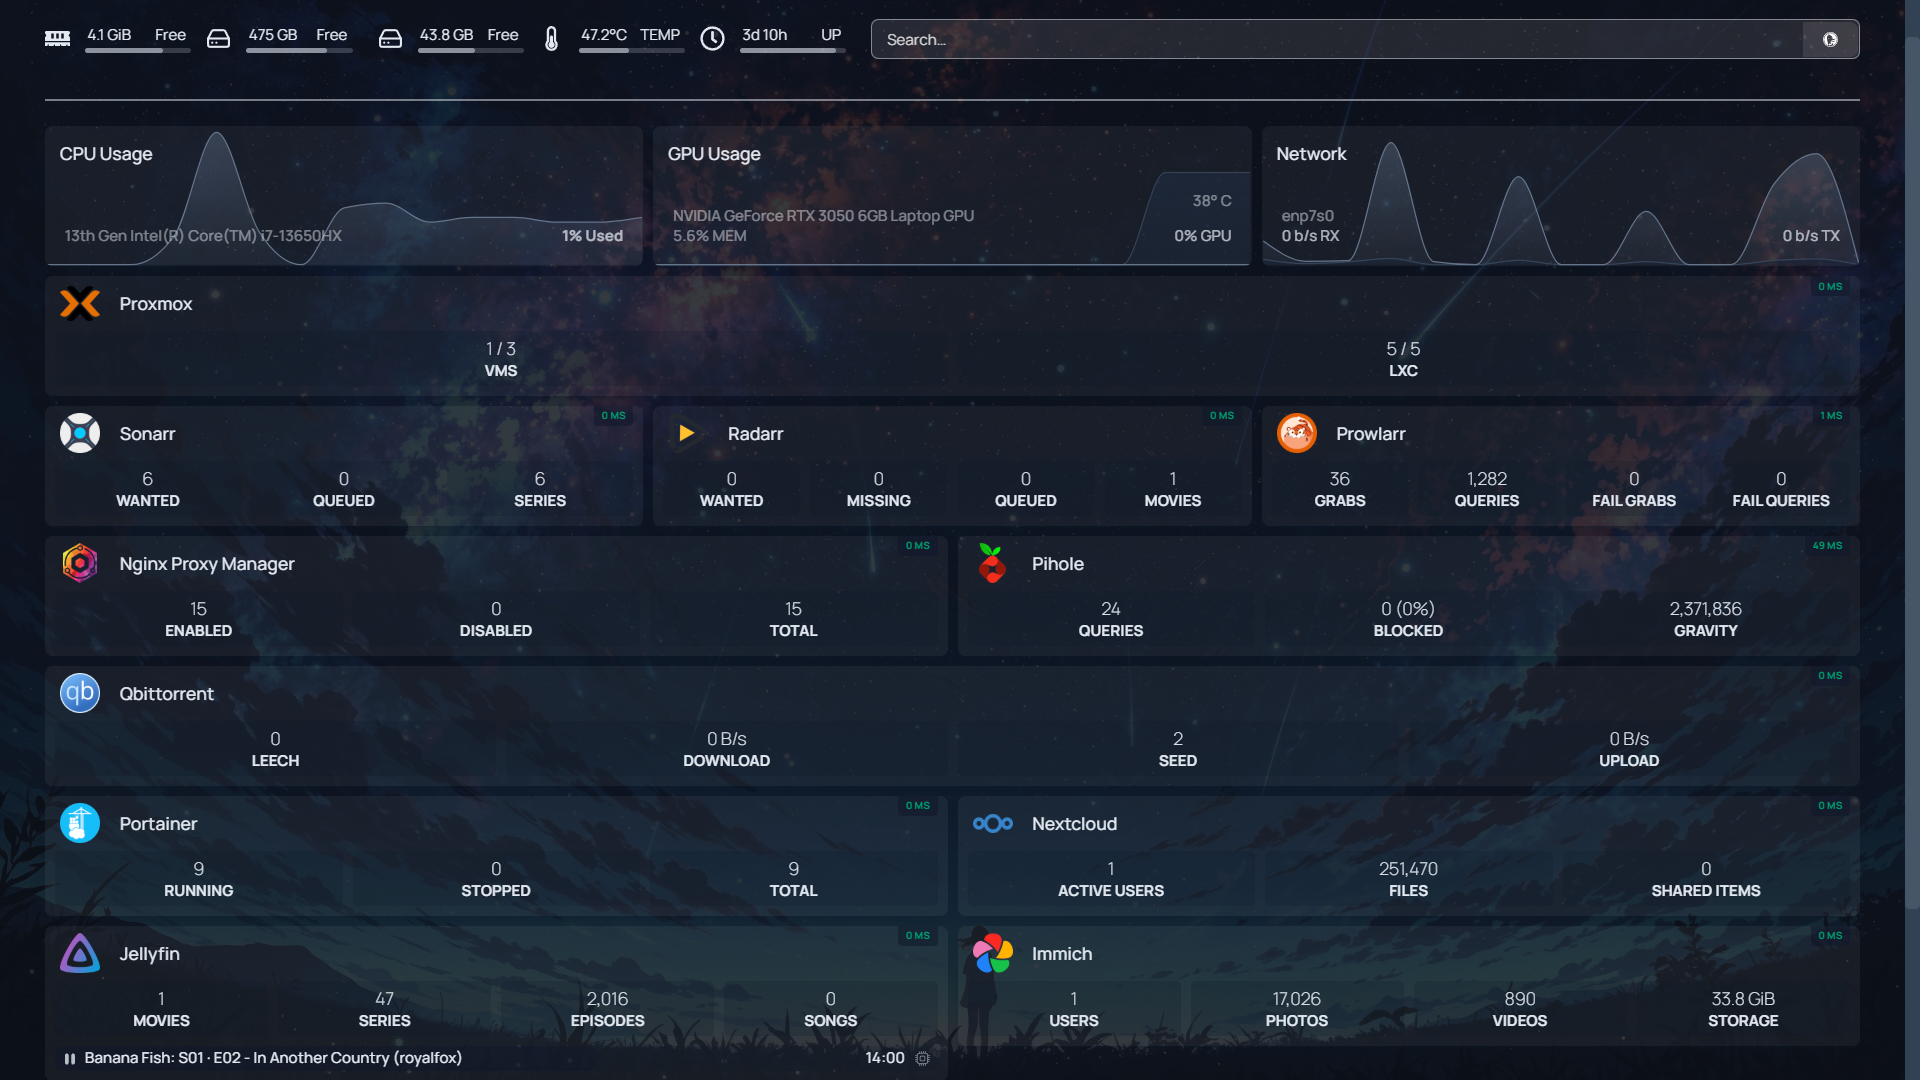 4.1 GiB Free 475 GB Free 43.8 GB Free 47.2°C TEMP 3d 10h UP Search...
CPU Usage
13th Gen Intel(R) Core(TM) i7-13650HX 1% Used
GPU Usage
38° C
NVIDIA GeForce RTX 3050 6GB Laptop GPU
5.6% MEM 0% GPU
Network
enp7s0
0 b/s RX 0 b/s TX
Proxmox 0 MS
1 / 3 5 / 5
VMS LXC
Sonarr 0 MS
6 0 6
WANTED QUEUED SERIES
Radarr 0 MS
0 0 0 1
WANTED MISSING QUEUED MOVIES
Prowlarr 1 MS
36 1,282 0 0
GRABS QUERIES FAIL GRABS FAIL QUERIES
Nginx Proxy Manager 0 MS
15 0 15
ENABLED DISABLED TOTAL
Pihole 49 MS
24 0 (0%) 2,371,836
QUERIES BLOCKED GRAVITY
qb Qbittorrent 0 MS
0 0 B/s 2 0 B/s
LEECH DOWNLOAD SEED UPLOAD
Portainer 0 MS
9 0 9
RUNNING STOPPED TOTAL
Nextcloud 0 MS
1 251,470 0
ACTIVE USERS FILES SHARED ITEMS
Jellyfin 0 MS
1 47 2,016 0
MOVIES SERIES EPISODES SONGS
Banana Fish: S01 · E02 - In Another Country (royalfox) 14:00
Immich 0 MS
1 17,026 890 33.8 GiB
USERS PHOTOS VIDEOS STORAGE